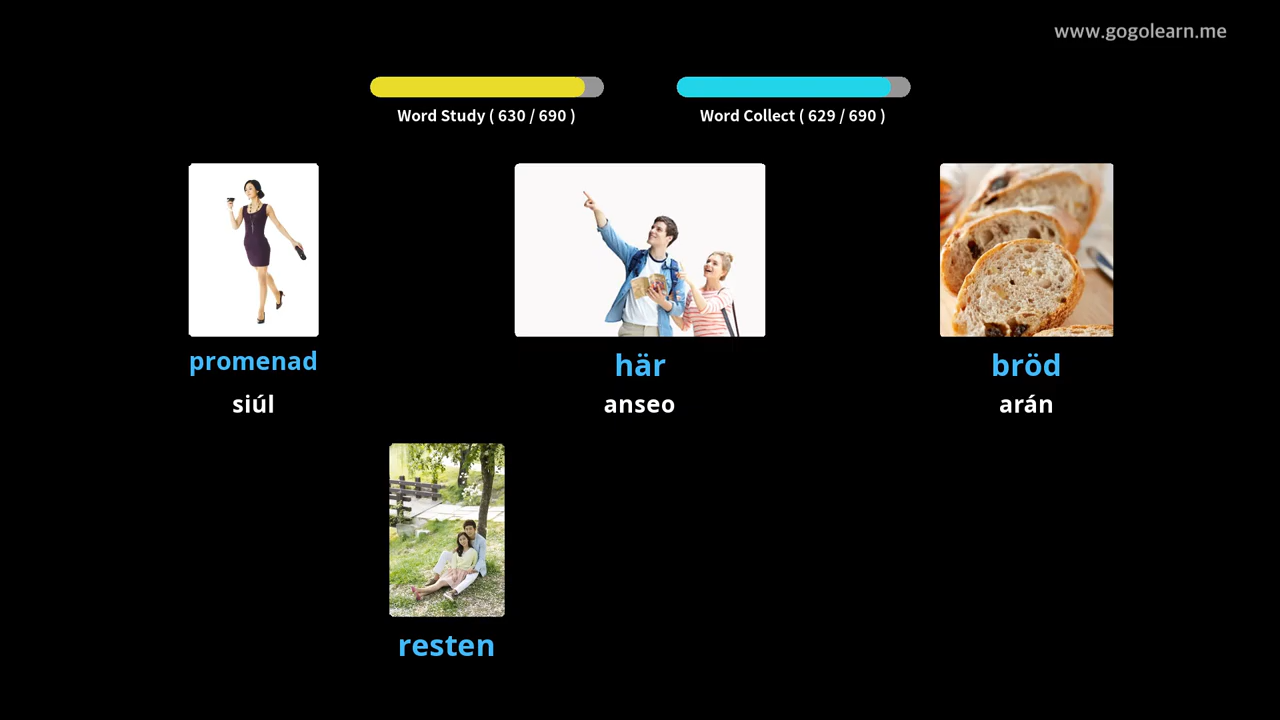 www.gogolearn.me
Word Study ( 630 / 690 )
Word Collect ( 629 / 690 )
promenad
siúl
här
anseo
bröd
arán
resten